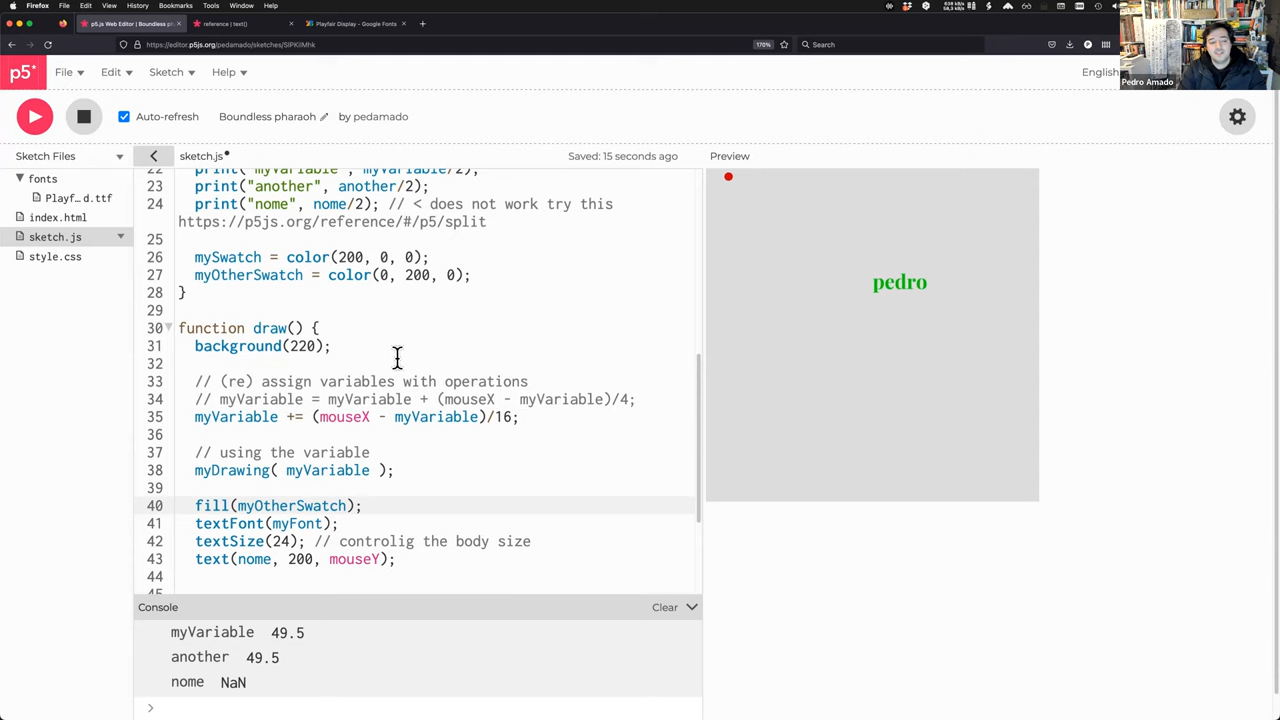 Firefox File Edit View History Bookmarks Tools Window Help
p5.js Web Editor | Boundless ph
reference | text()
Playfair Display - Google Fonts
https://editor.p5js.org/pedamado/sketches/
170%
Search
Pedro Amado
p5* File Edit Sketch Help English
Auto-refresh Boundless pharaoh by pedamado
Sketch Files
sketch.js
Saved: 15 seconds ago
Preview
fonts
Playf…d.ttf
index.html
sketch.js
style.css
22 print("myVariable", myVariable/2);
23 print("another", another/2);
24 print("nome", nome/2); // < does not work try this
https://p5js.org/reference/#/p5/split
25
26 mySwatch = color(200, 0, 0);
27 myOtherSwatch = color(0, 200, 0);
28 }
29
30 function draw() {
31 background(220);
32
33 // (re) assign variables with operations
34 // myVariable = myVariable + (mouseX - myVariable)/4;
35 myVariable += (mouseX - myVariable)/16;
36
37 // using the variable
38 myDrawing( myVariable );
39
40 fill(myOtherSwatch);
41 textFont(myFont);
42 textSize(24); // controlig the body size
43 text(nome, 200, mouseY);
44
45
pedro
Console
Clear
myVariable 49.5
another 49.5
nome NaN
>